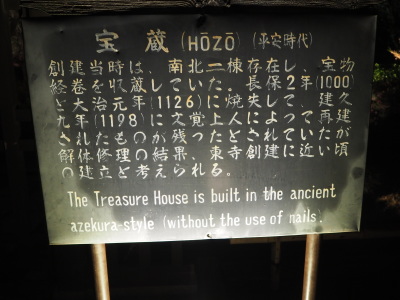 宝蔵 (HŌZŌ) (平安時代)
創建当時は、南北二棟存在し、宝物
経巻を収蔵していた。長保2年(1000)
と大治元年(1126)に焼失して、建久
九年(1198)に文覚上人によって再建
されたものが残ったとされていたが
解体修理の結果、東寺創建に近い頃
の建立と考えられる。
The Treasure House is built in the ancient
azekura-style (without the use of nails.